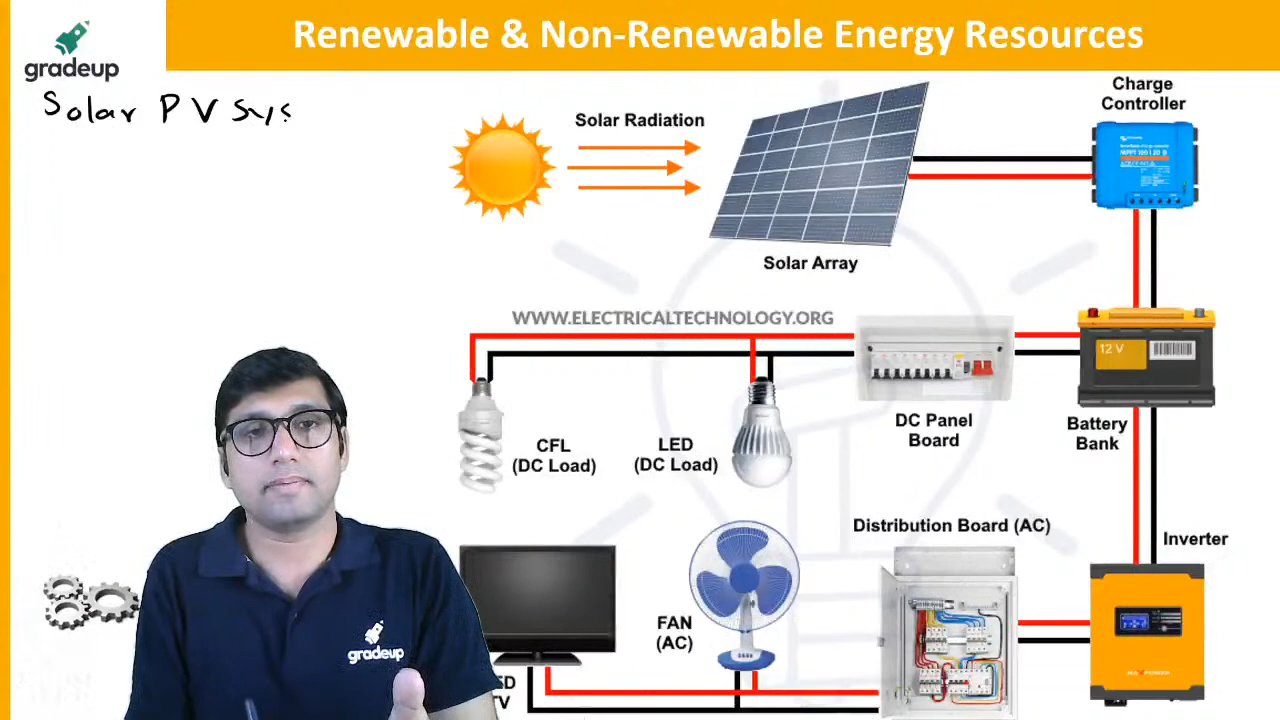 Renewable & Non-Renewable Energy Resources
gradeup
Solar PV Sys
Solar Radiation
Charge
Controller
Solar Array
WWW.ELECTRICALTECHNOLOGY.ORG
12 V
CFL
(DC Load)
LED
(DC Load)
DC Panel
Board
Battery
Bank
Distribution Board (AC)
Inverter
FAN
(AC)
gradeup